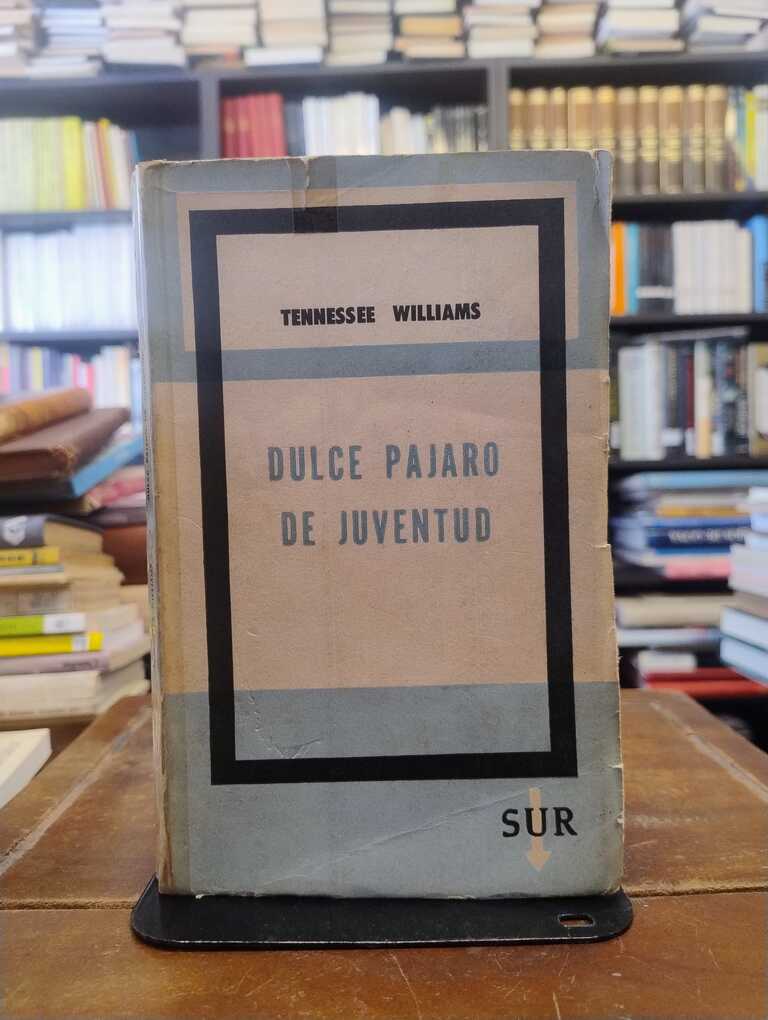 TENNESSEE WILLIAMS
DULCE PAJARO
DE JUVENTUD
SUR